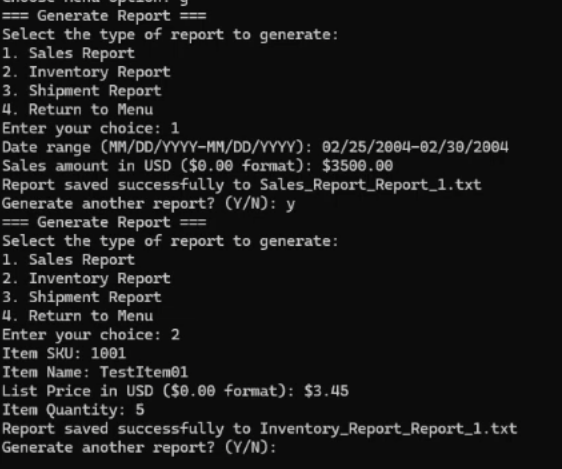 Choose Menu Option: g
=== Generate Report ===
Select the type of report to generate:
1. Sales Report
2. Inventory Report
3. Shipment Report
4. Return to Menu
Enter your choice: 1
Date range (MM/DD/YYYY-MM/DD/YYYY): 02/25/2004-02/30/2004
Sales amount in USD ($0.00 format): $3500.00
Report saved successfully to Sales_Report_Report_1.txt
Generate another report? (Y/N): y
=== Generate Report ===
Select the type of report to generate:
1. Sales Report
2. Inventory Report
3. Shipment Report
4. Return to Menu
Enter your choice: 2
Item SKU: 1001
Item Name: TestItem01
List Price in USD ($0.00 format): $3.45
Item Quantity: 5
Report saved successfully to Inventory_Report_Report_1.txt
Generate another report? (Y/N):